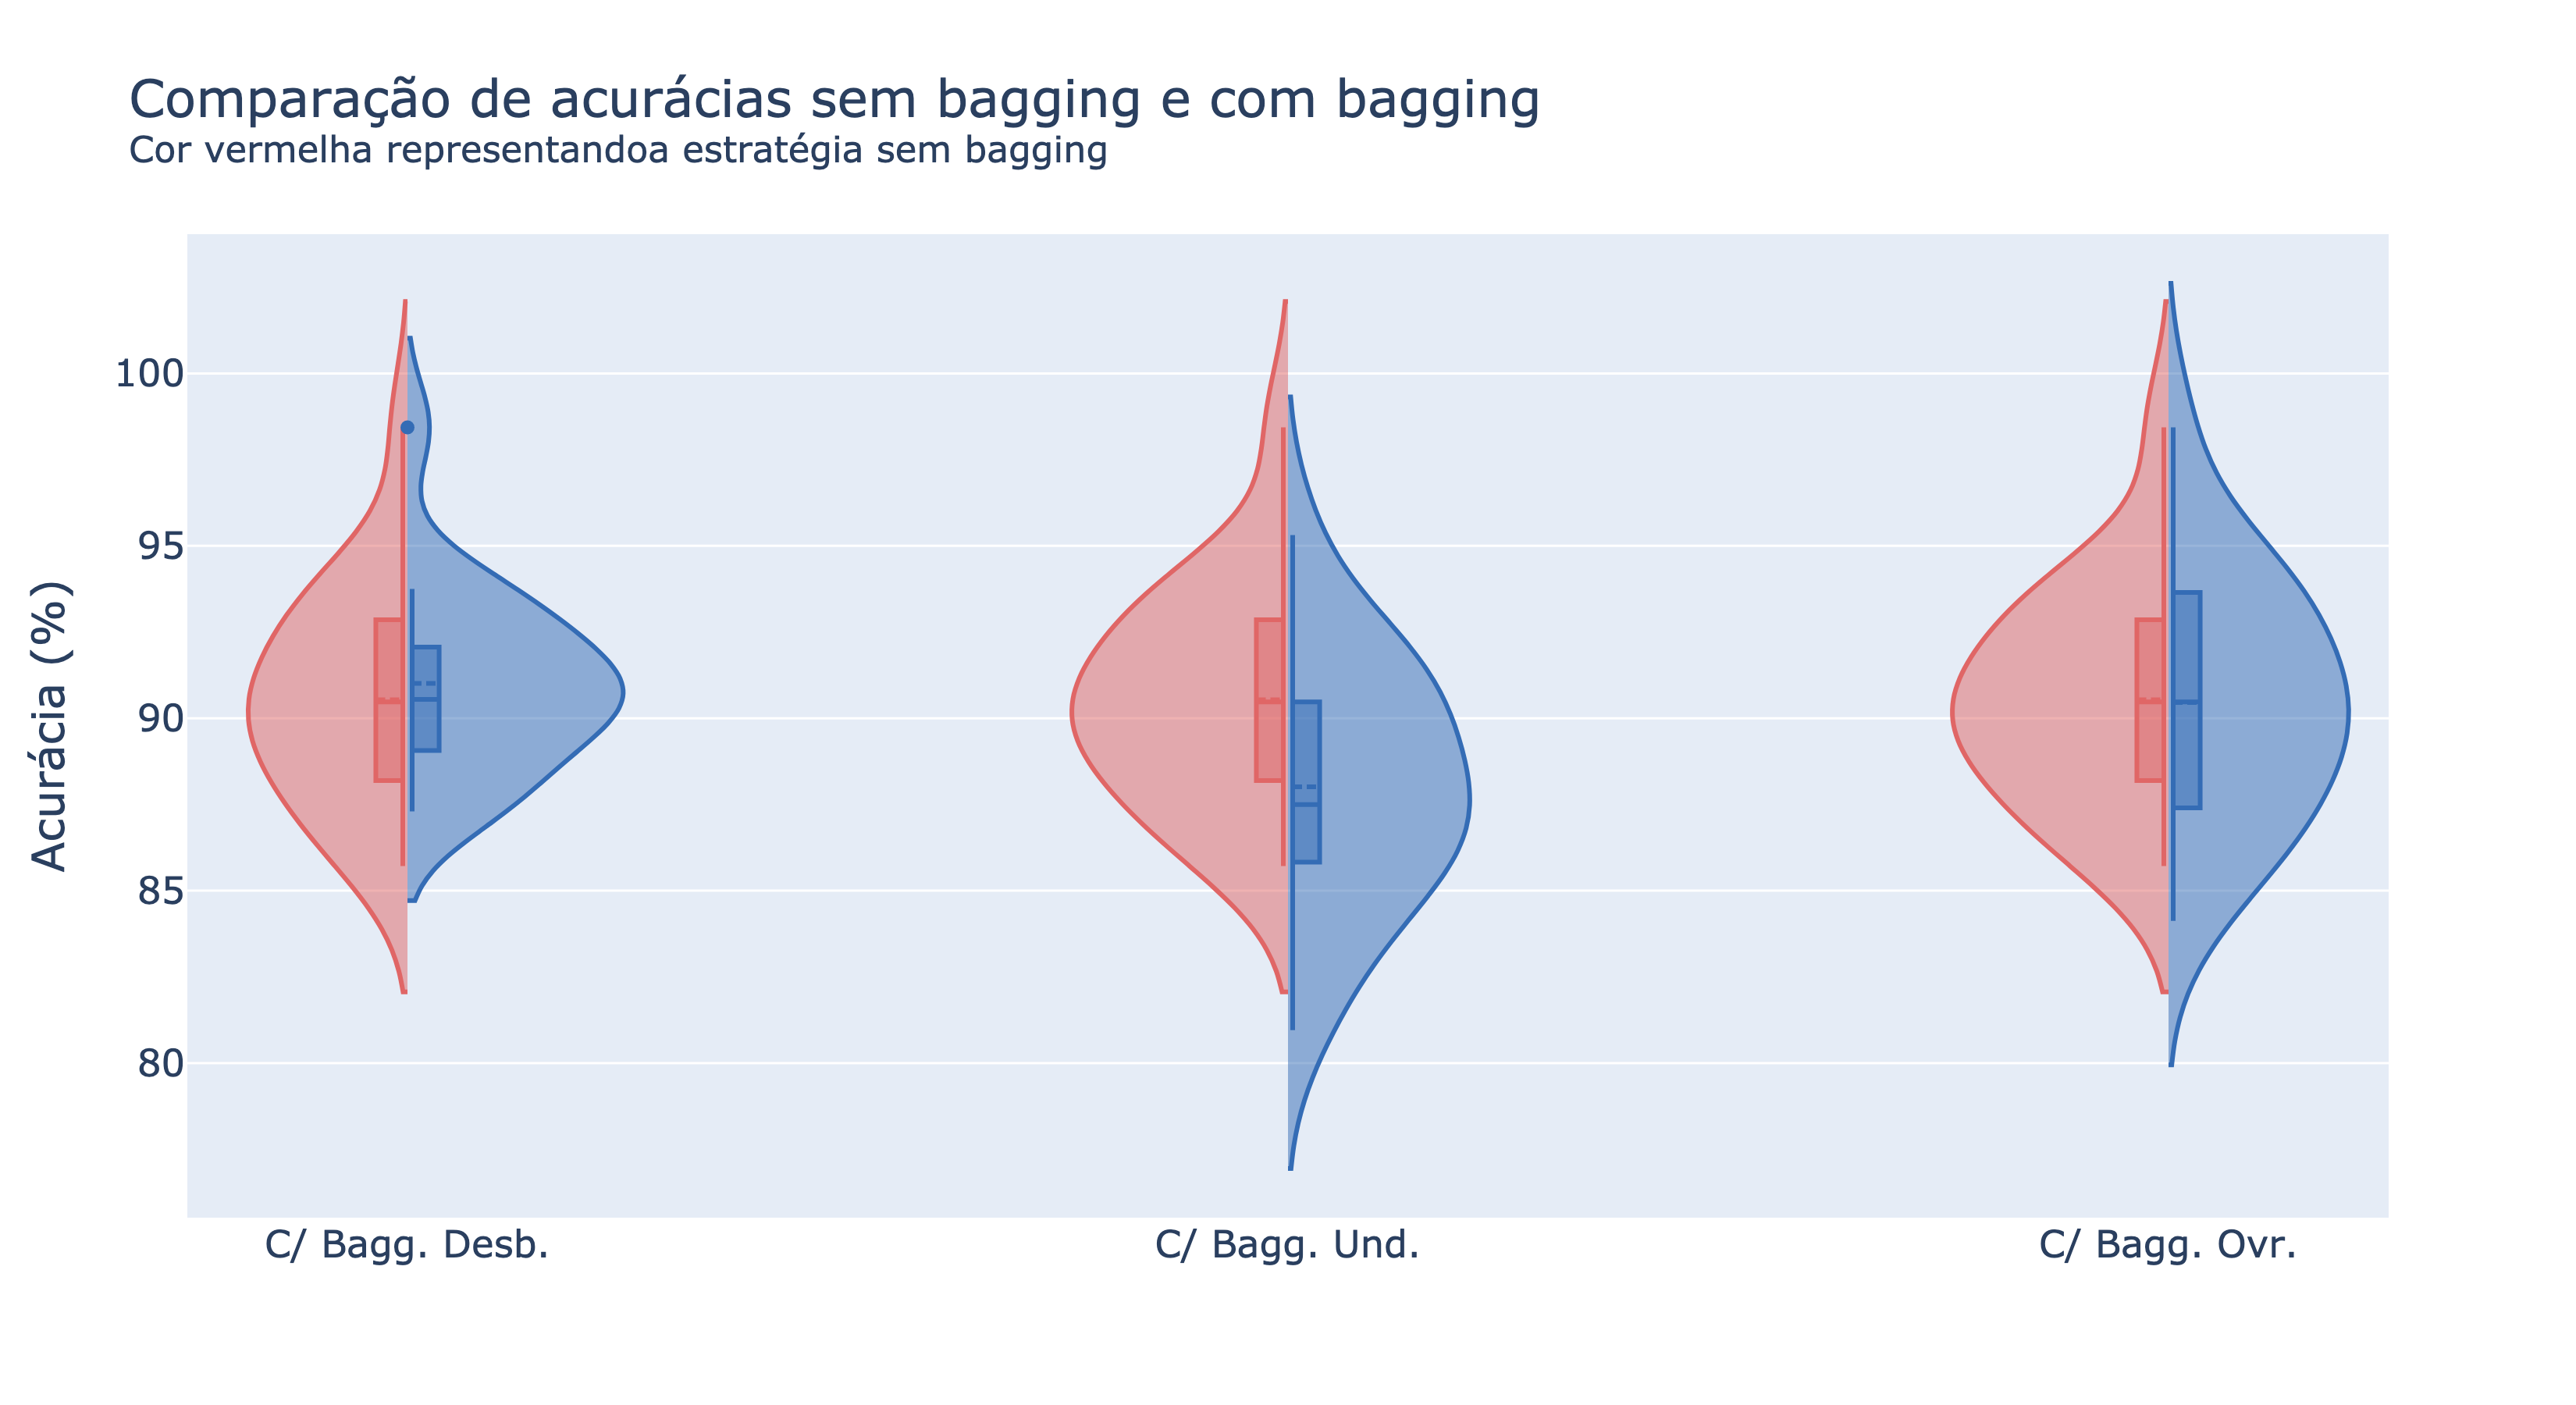 Comparação de acurácias sem bagging e com bagging
Cor vermelha representandoa estratégia sem bagging
Acurácia (%)
100
95
90
85
80
C/ Bagg. Desb.
C/ Bagg. Und.
C/ Bagg. Ovr.